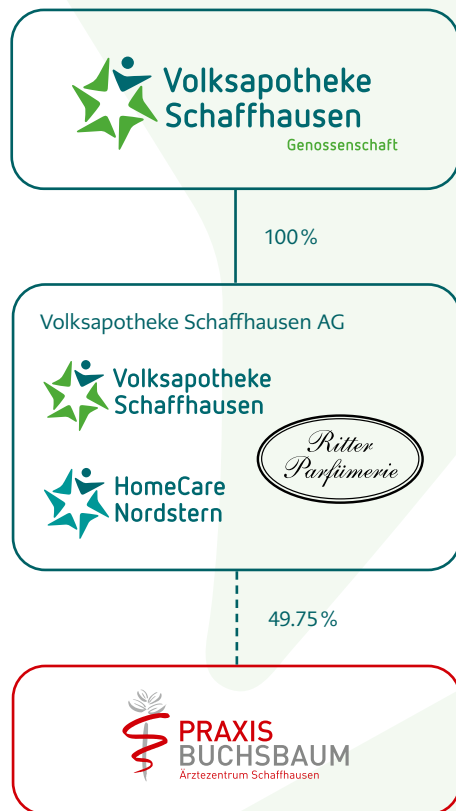 Volksapotheke
Schaffhausen
Genossenschaft
100%
Volksapotheke Schaffhausen AG
Volksapotheke
Schaffhausen
Ritter
Parfümerie
HomeCare
Nordstern
49.75%
PRAXIS
BUCHSBAUM
Ärztezentrum Schaffhausen